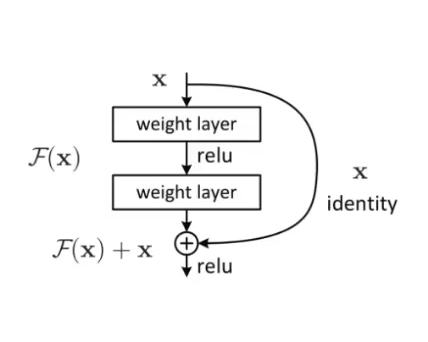 x
weight layer
F(x)
relu
x
weight layer
identity
F(x) + x
+
relu